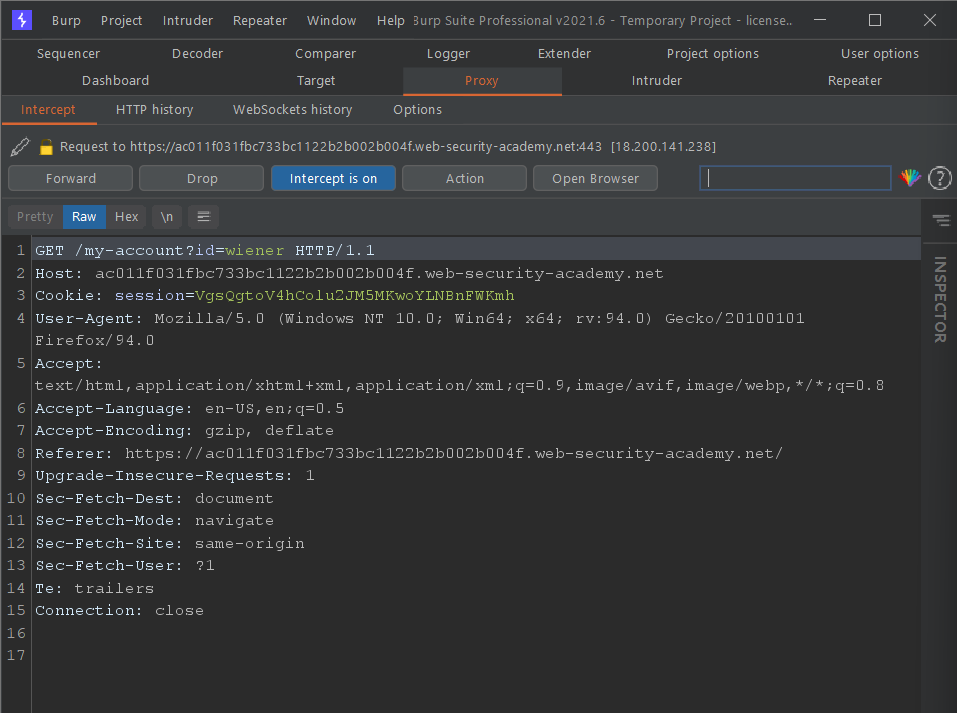 Burp Project Intruder Repeater Window Help Burp Suite Professional v2021.6 - Temporary Project - license..
Sequencer Decoder Comparer Logger Extender Project options User options
Dashboard Target Proxy Intruder Repeater
Intercept HTTP history WebSockets history Options
Request to https://ac011f031fbc733bc1122b2b002b004f.web-security-academy.net:443 [18.200.141.238]
Forward Drop Intercept is on Action Open Browser ?
Pretty Raw Hex \n
INSPECTOR
1 GET /my-account?id=wiener HTTP/1.1
2 Host: ac011f031fbc733bc1122b2b002b004f.web-security-academy.net
3 Cookie: session=VgsQgtoV4hColuZJM5MKwoYLNBnFWKmh
4 User-Agent: Mozilla/5.0 (Windows NT 10.0; Win64; x64; rv:94.0) Gecko/20100101
Firefox/94.0
5 Accept:
text/html,application/xhtml+xml,application/xml;q=0.9,image/avif,image/webp,*/*;q=0.8
6 Accept-Language: en-US,en;q=0.5
7 Accept-Encoding: gzip, deflate
8 Referer: https://ac011f031fbc733bc1122b2b002b004f.web-security-academy.net/
9 Upgrade-Insecure-Requests: 1
10 Sec-Fetch-Dest: document
11 Sec-Fetch-Mode: navigate
12 Sec-Fetch-Site: same-origin
13 Sec-Fetch-User: ?1
14 Te: trailers
15 Connection: close
16
17